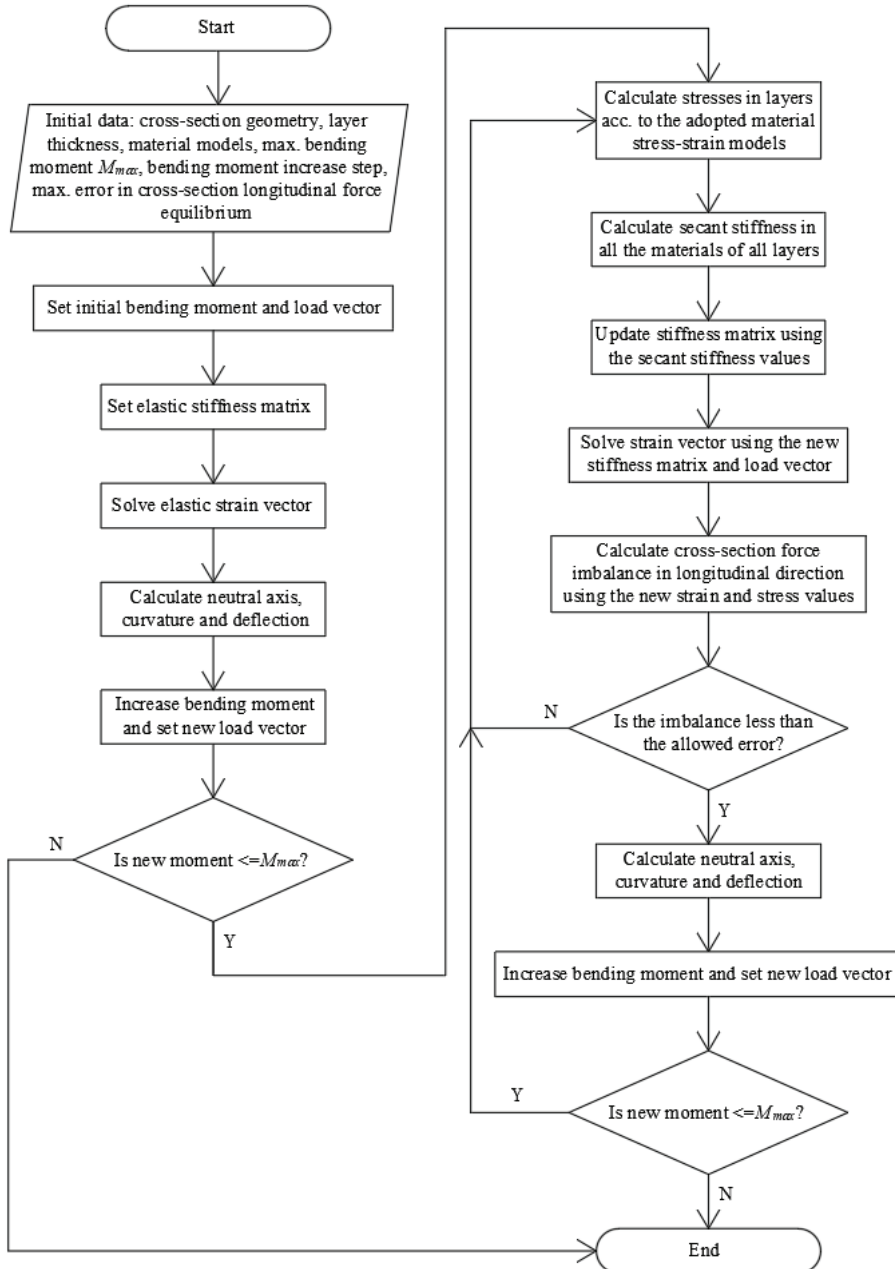 Start
Initial data: cross-section geometry, layer
thickness, material models, max. bending
moment Mmax, bending moment increase step,
max. error in cross-section longitudinal force
equilibrium
Set initial bending moment and load vector
Set elastic stiffness matrix
Solve elastic strain vector
Calculate neutral axis,
curvature and deflection
Increase bending moment
and set new load vector
N
Is new moment <=Mmax?
Y
Calculate stresses in layers
acc. to the adopted material
stress-strain models
Calculate secant stiffness in
all the materials of all layers
Update stiffness matrix using
the secant stiffness values
Solve strain vector using the new
stiffness matrix and load vector
Calculate cross-section force
imbalance in longitudinal direction
using the new strain and stress values
N
Is the imbalance less than
the allowed error?
Y
Calculate neutral axis,
curvature and deflection
Increase bending moment and set new load vector
Y
Is new moment <=Mmax?
N
End